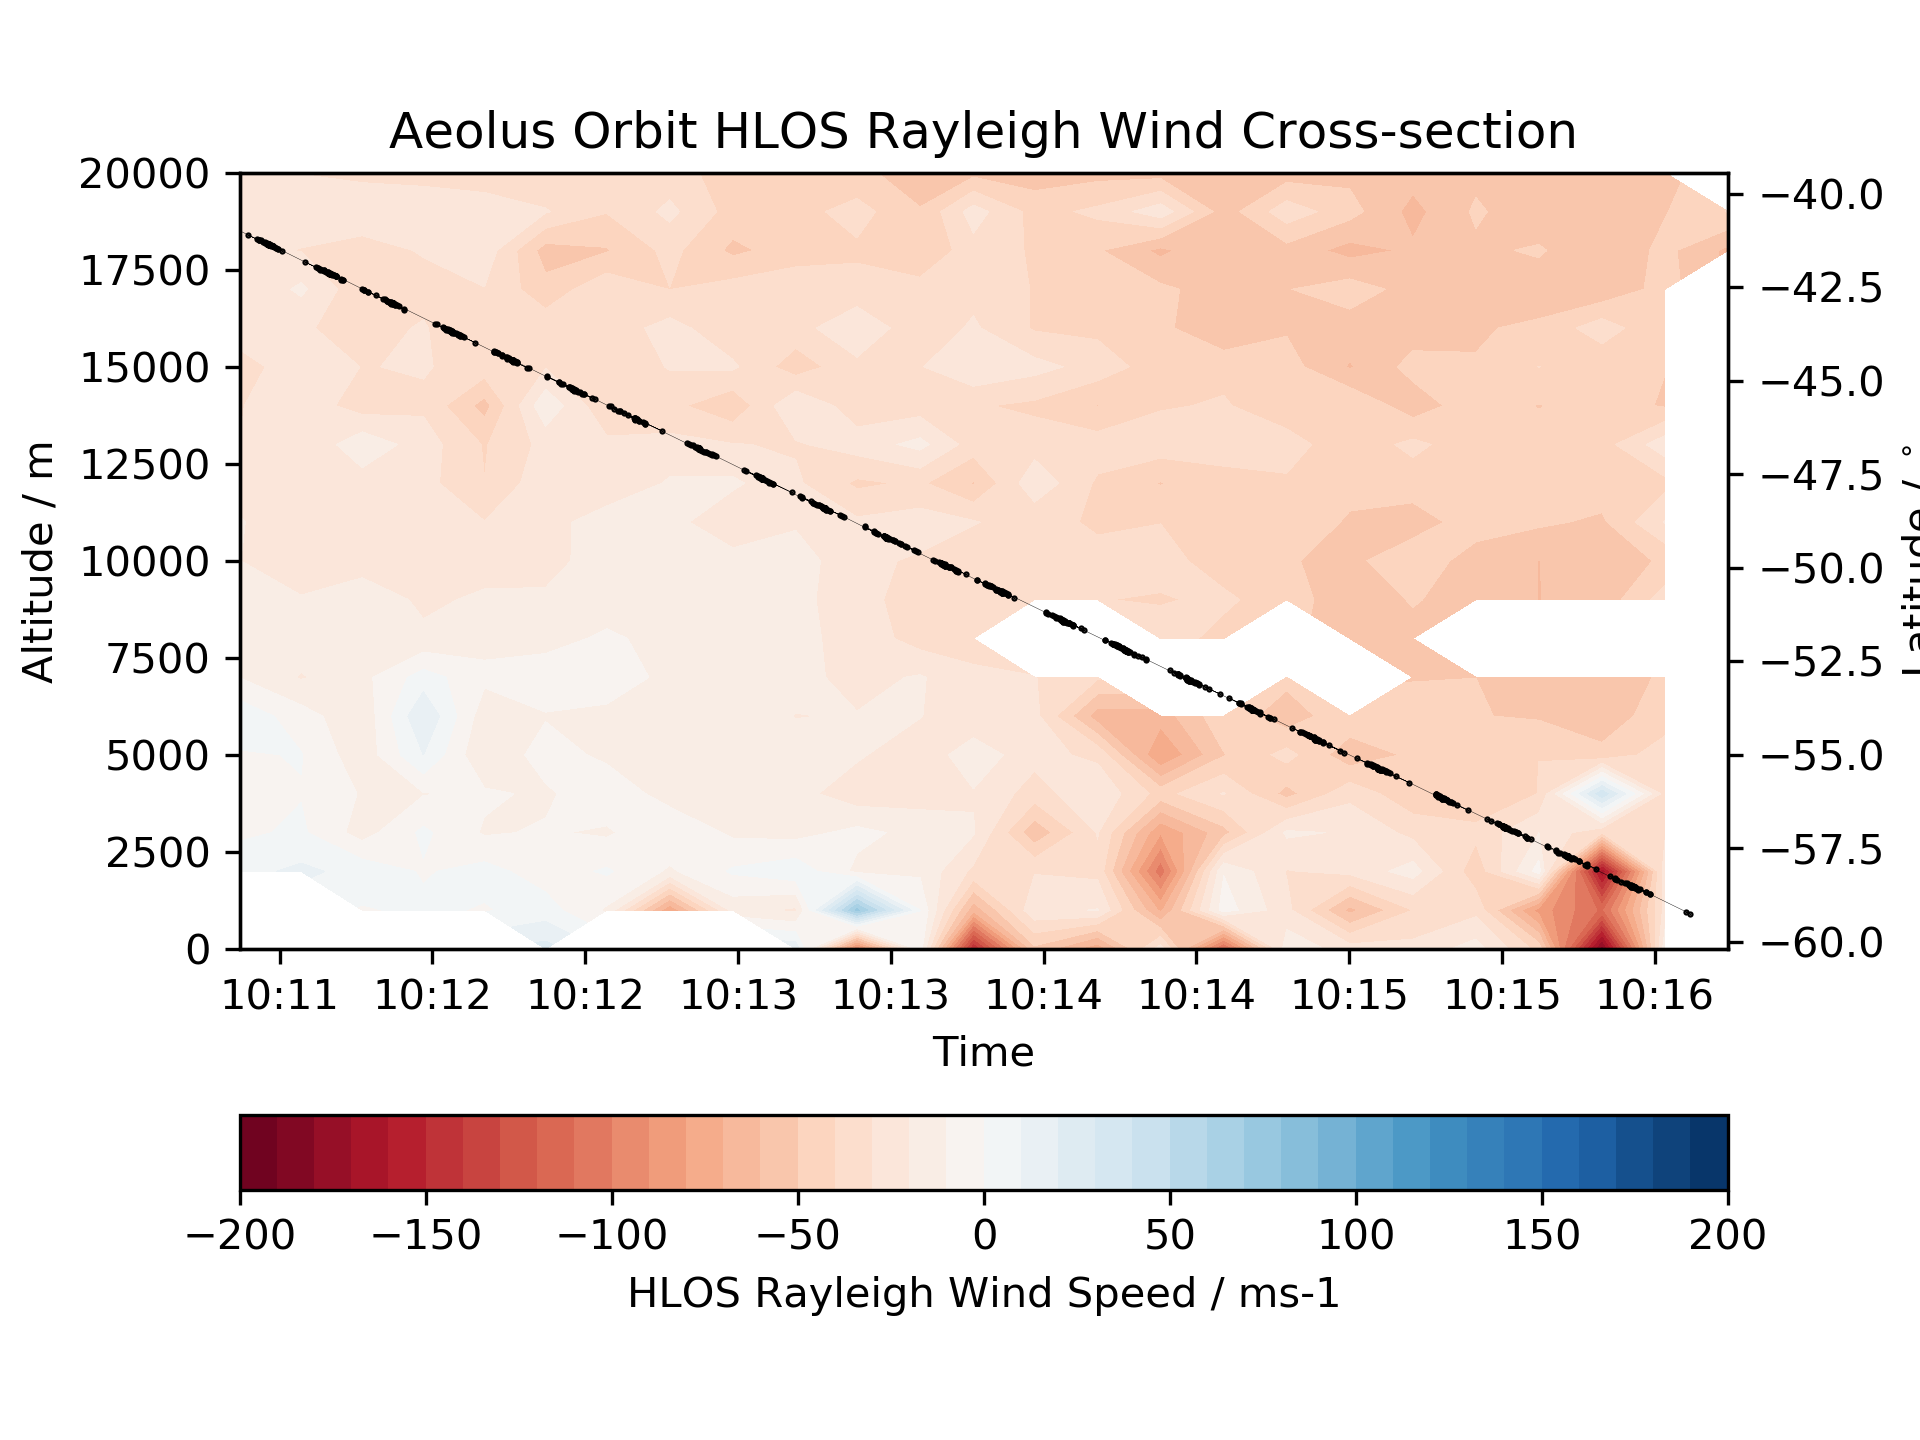 Aeolus Orbit HLOS Rayleigh Wind Cross-section
20000
17500
15000
12500
10000
7500
5000
2500
0
Altitude / m
−40.0
−42.5
−45.0
−47.5
−50.0
−52.5
−55.0
−57.5
−60.0
Latitude / °
10:11 10:12 10:12 10:13 10:13 10:14 10:14 10:15 10:15 10:16
Time
−200 −150 −100 −50 0 50 100 150 200
HLOS Rayleigh Wind Speed / ms-1